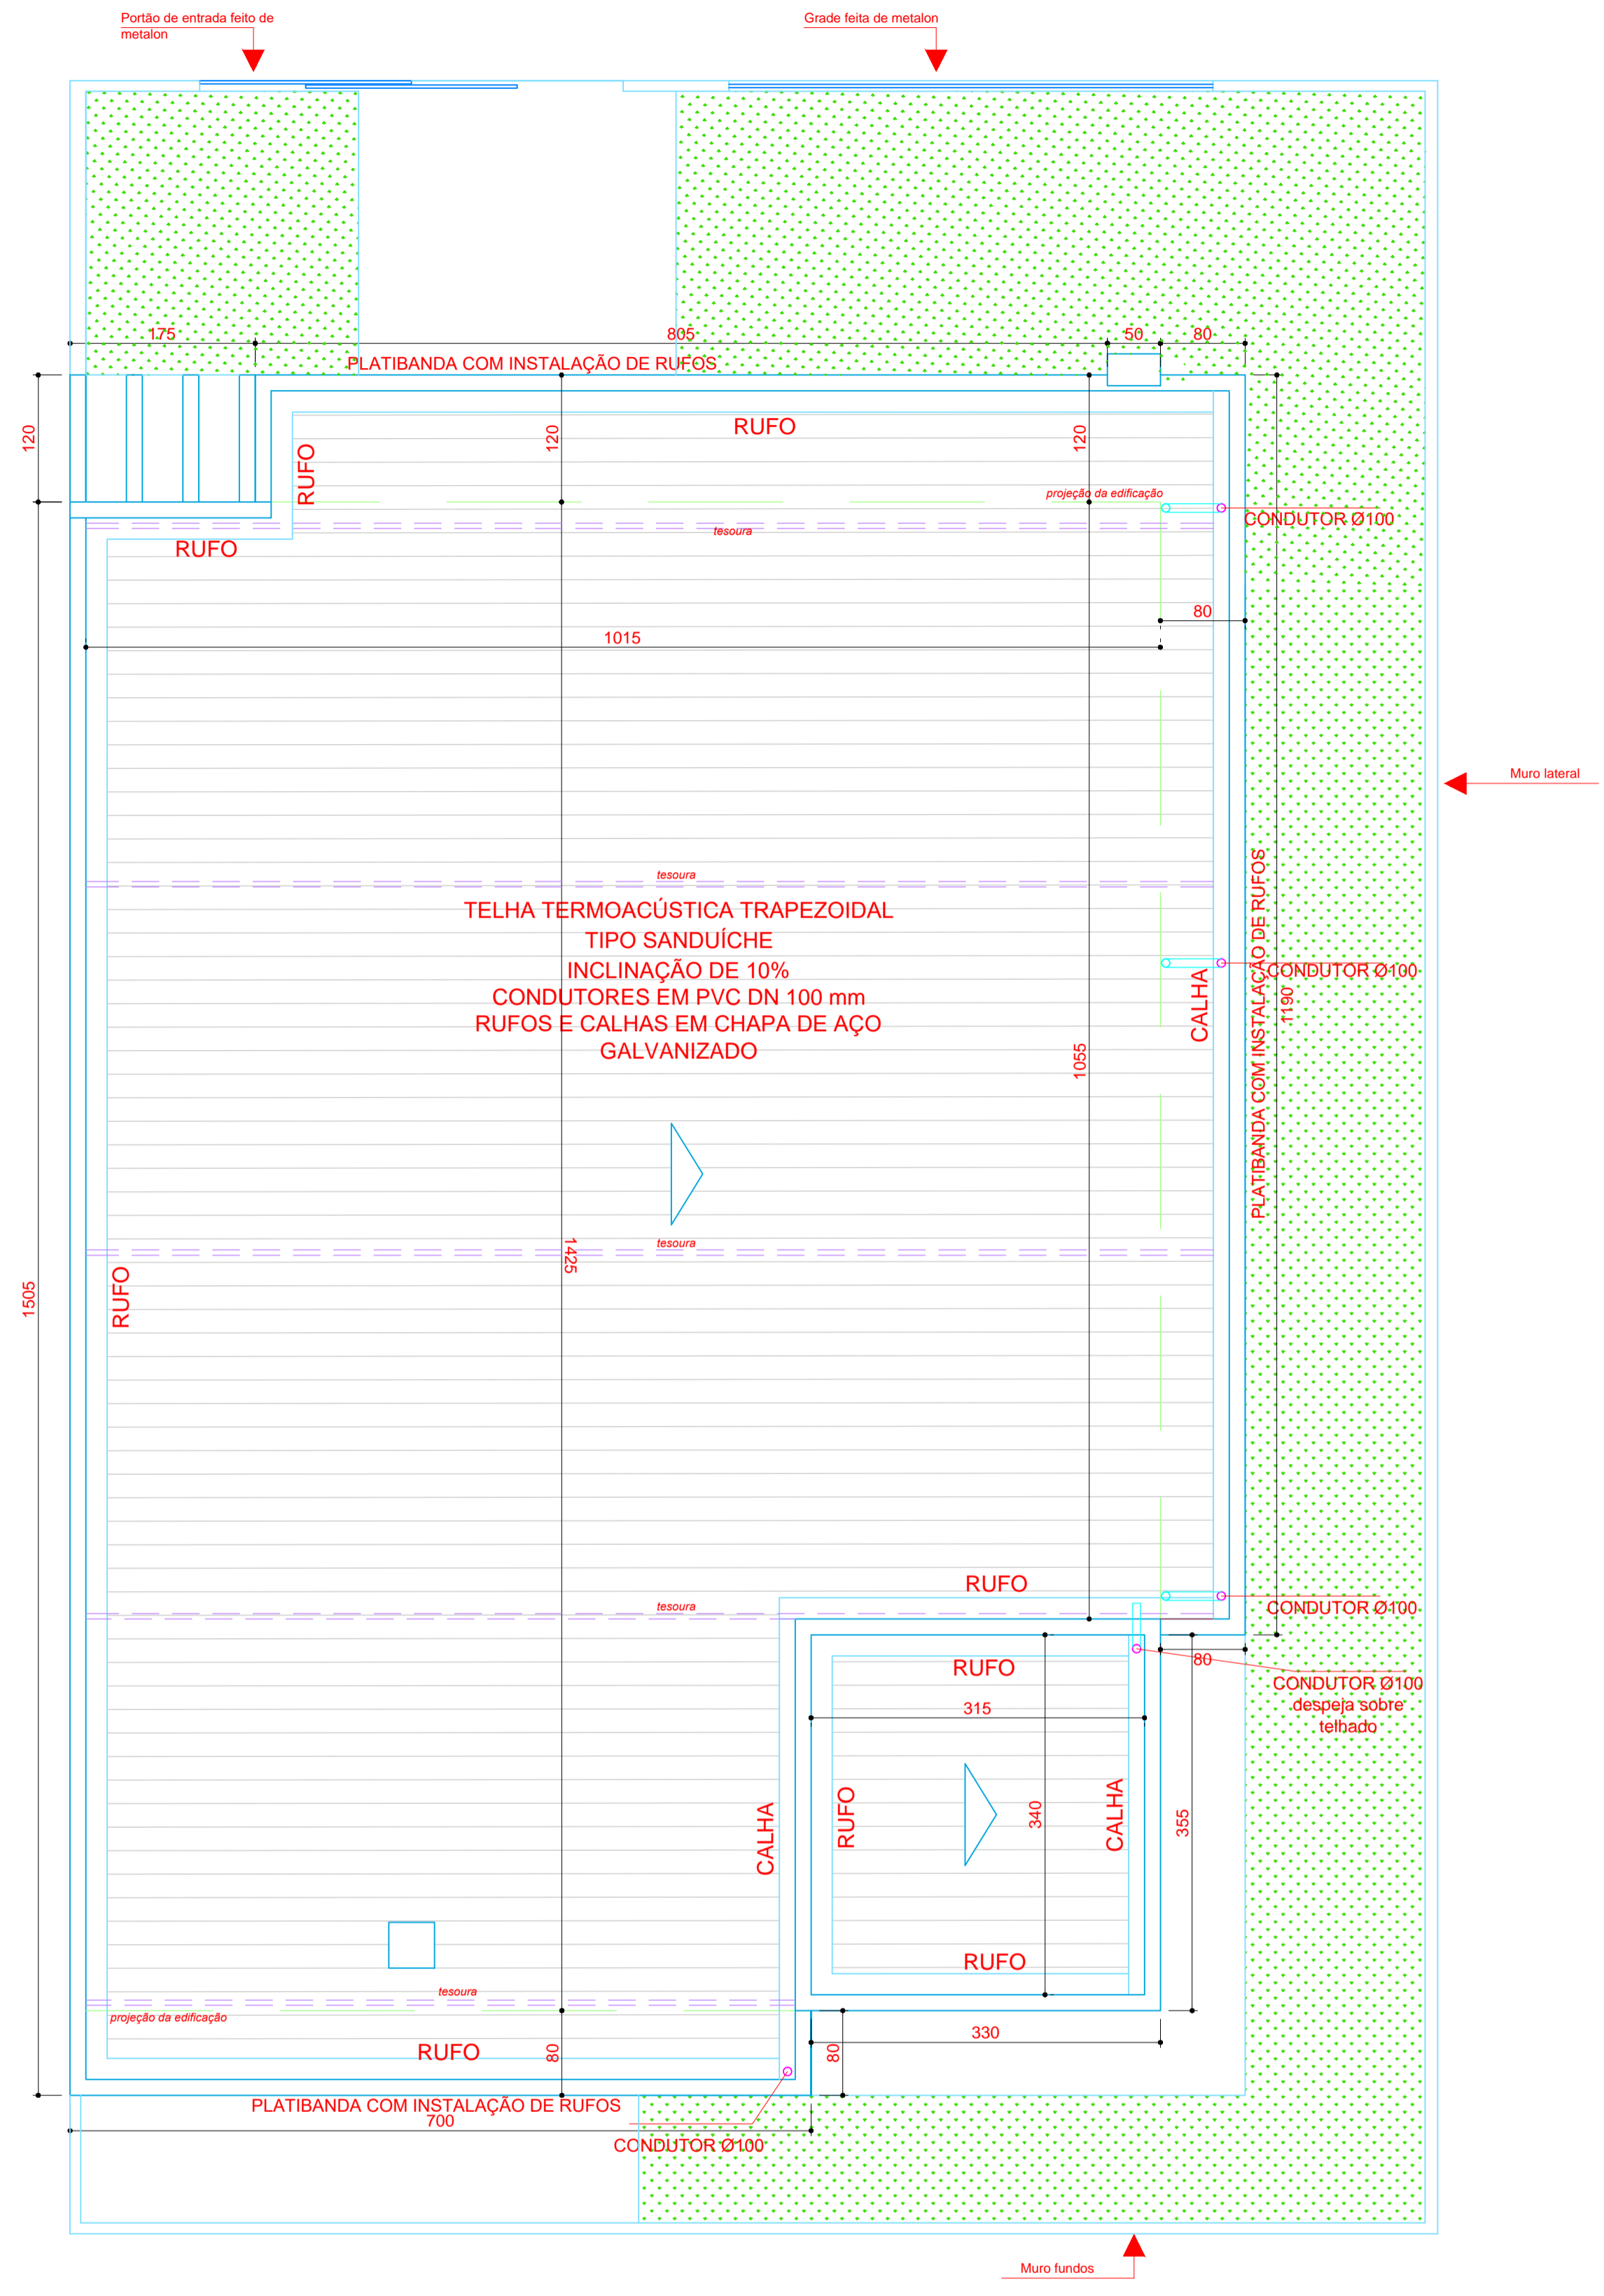 Portão de entrada feito de
metalon
Grade feita de metalon
175
805
50
80
PLATIBANDA COM INSTALAÇÃO DE RUFOS
120
RUFO
120
RUFO
120
projeção da edificação
CONDUTOR Ø100
tesoura
RUFO
80
1015
Muro lateral
tesoura
TELHA TERMOACÚSTICA TRAPEZOIDAL
TIPO SANDUÍCHE
INCLINAÇÃO DE 10%
CONDUTORES EM PVC DN 100 mm
RUFOS E CALHAS EM CHAPA DE AÇO
GALVANIZADO
CALHA
CONDUTOR Ø100
PLATIBANDA COM INSTALAÇÃO DE RUFOS
1190
1055
tesoura
1425
RUFO
1505
RUFO
tesoura
CONDUTOR Ø100
80
RUFO
CONDUTOR Ø100
despeja sobre
telhado
315
CALHA
RUFO
340
CALHA
355
RUFO
tesoura
projeção da edificação
RUFO
80
80
330
PLATIBANDA COM INSTALAÇÃO DE RUFOS
700
CONDUTOR Ø100
Muro fundos